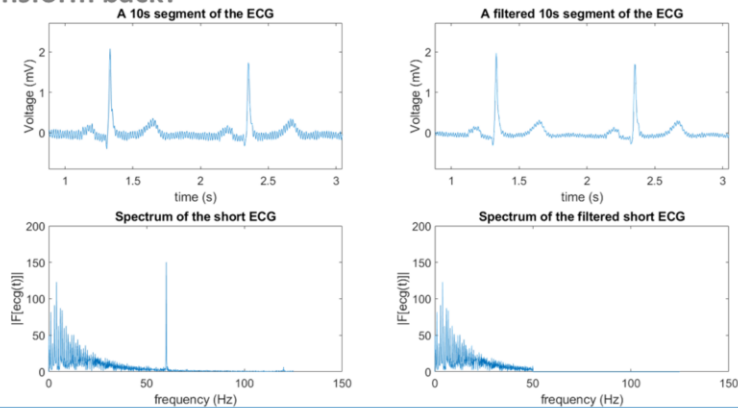 A 10s segment of the ECG
Voltage (mV)
2
1
0
1
1.5
2
2.5
3
time (s)
A filtered 10s segment of the ECG
Voltage (mV)
2
1
0
1
1.5
2
2.5
3
time (s)
Spectrum of the short ECG
|F[ecg(t)]|
200
150
100
50
0
0
50
100
150
frequency (Hz)
Spectrum of the filtered short ECG
|F[ecg(t)]|
200
150
100
50
0
0
50
100
150
frequency (Hz)